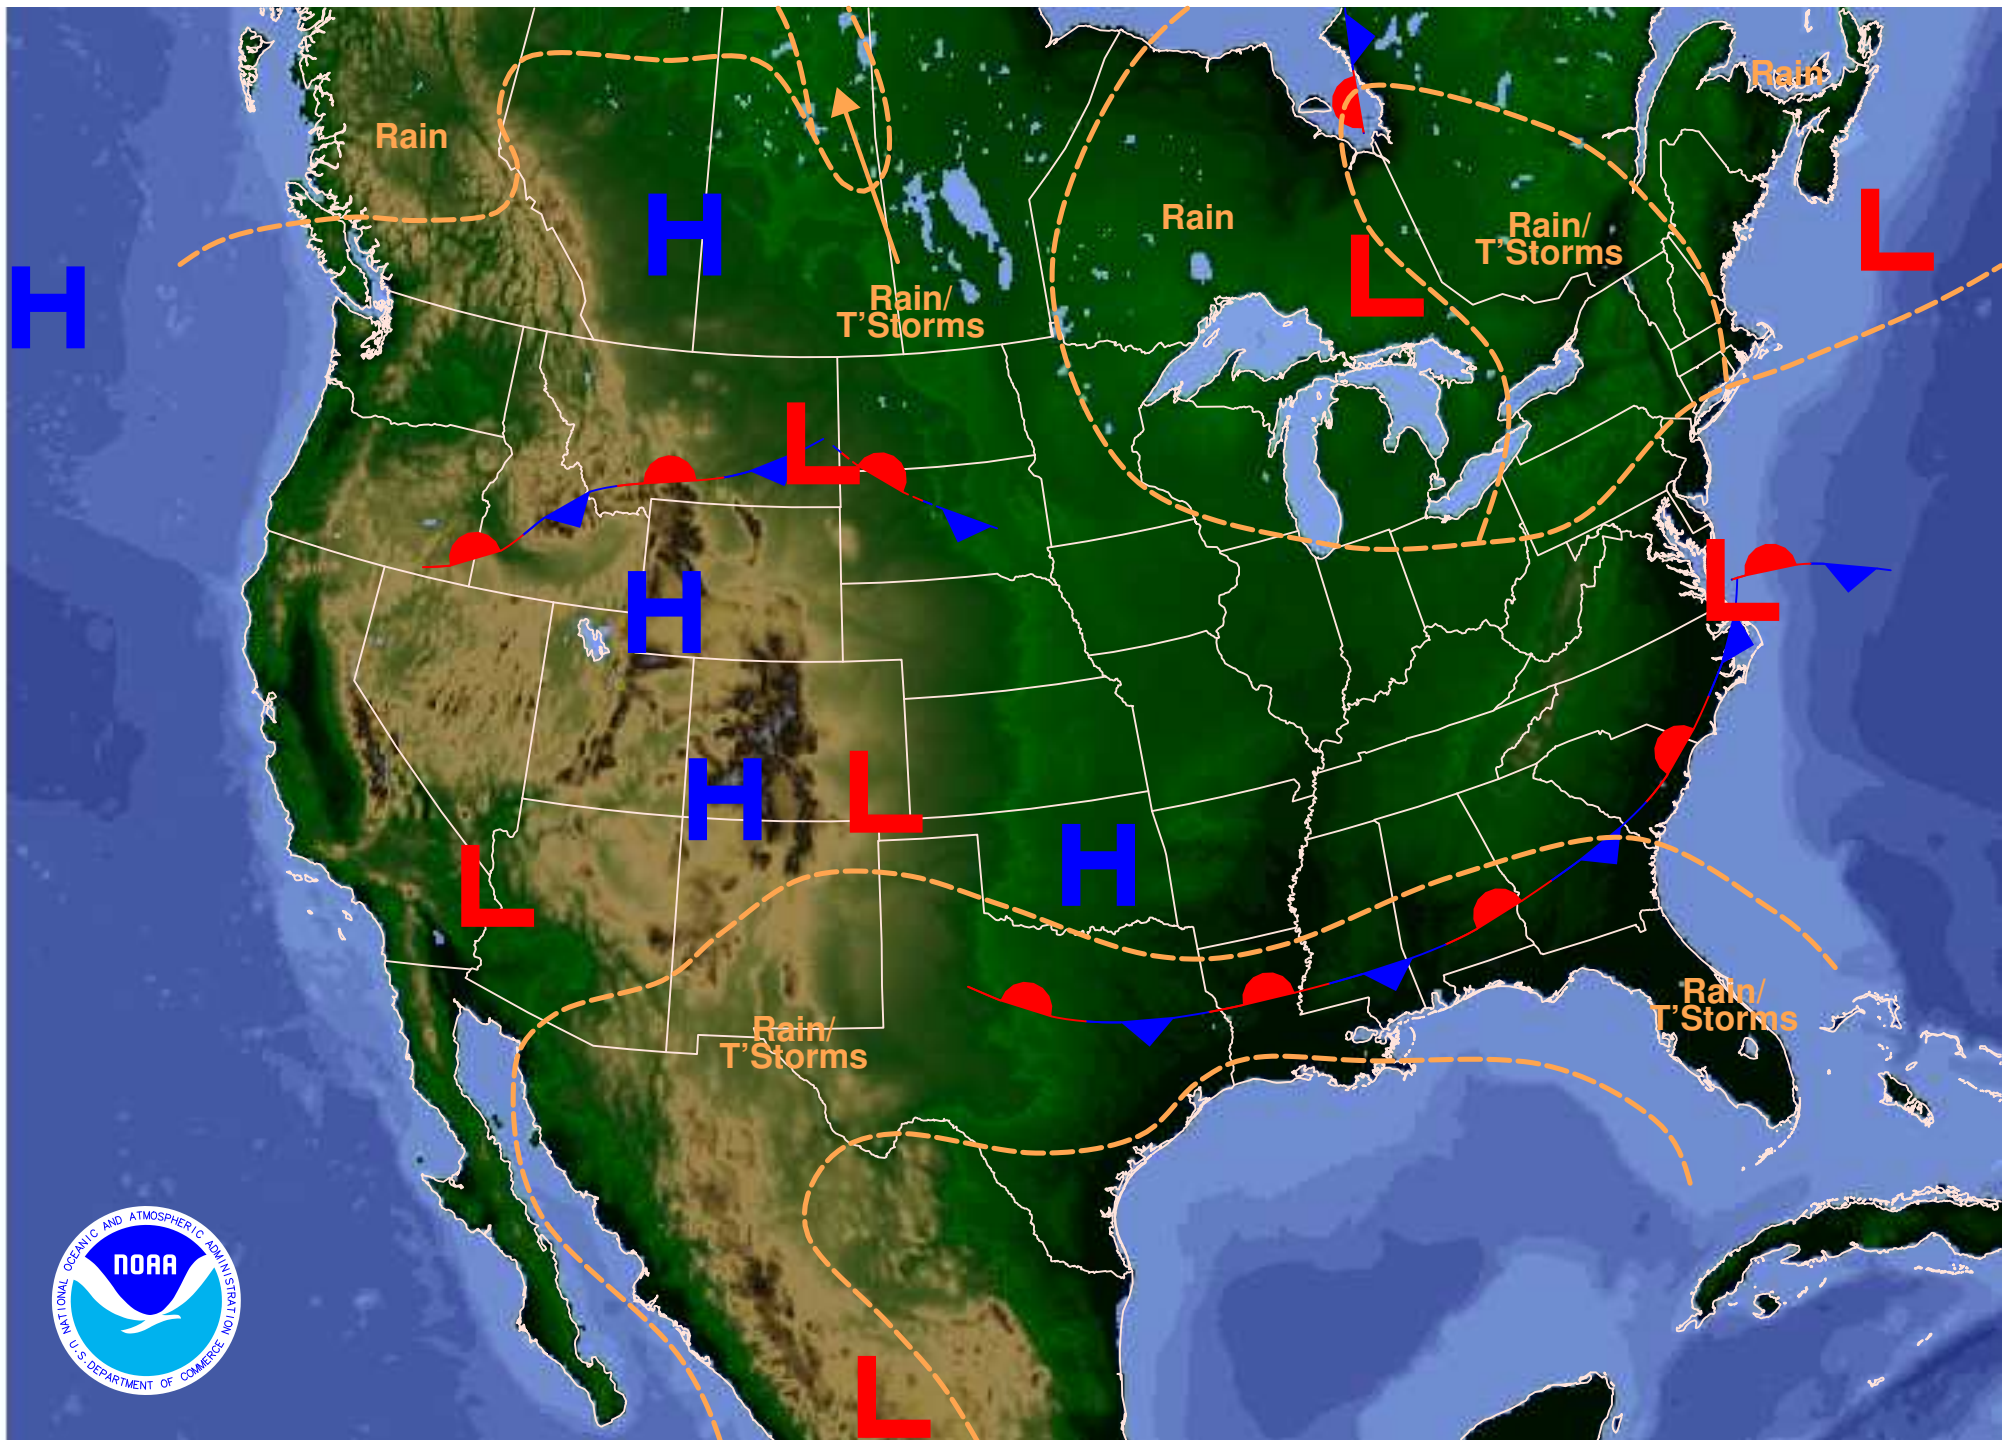 Rain
Rain
H
Rain
Rain/
T'Storms
L
L
H
Rain/
T'Storms
L
H
L
H
L
H
L
H
L
Rain/
T'Storms
Rain/
T'Storms
L
NATIONAL OCEANIC AND ATMOSPHERIC ADMINISTRATION
NOAA
U.S. DEPARTMENT OF COMMERCE